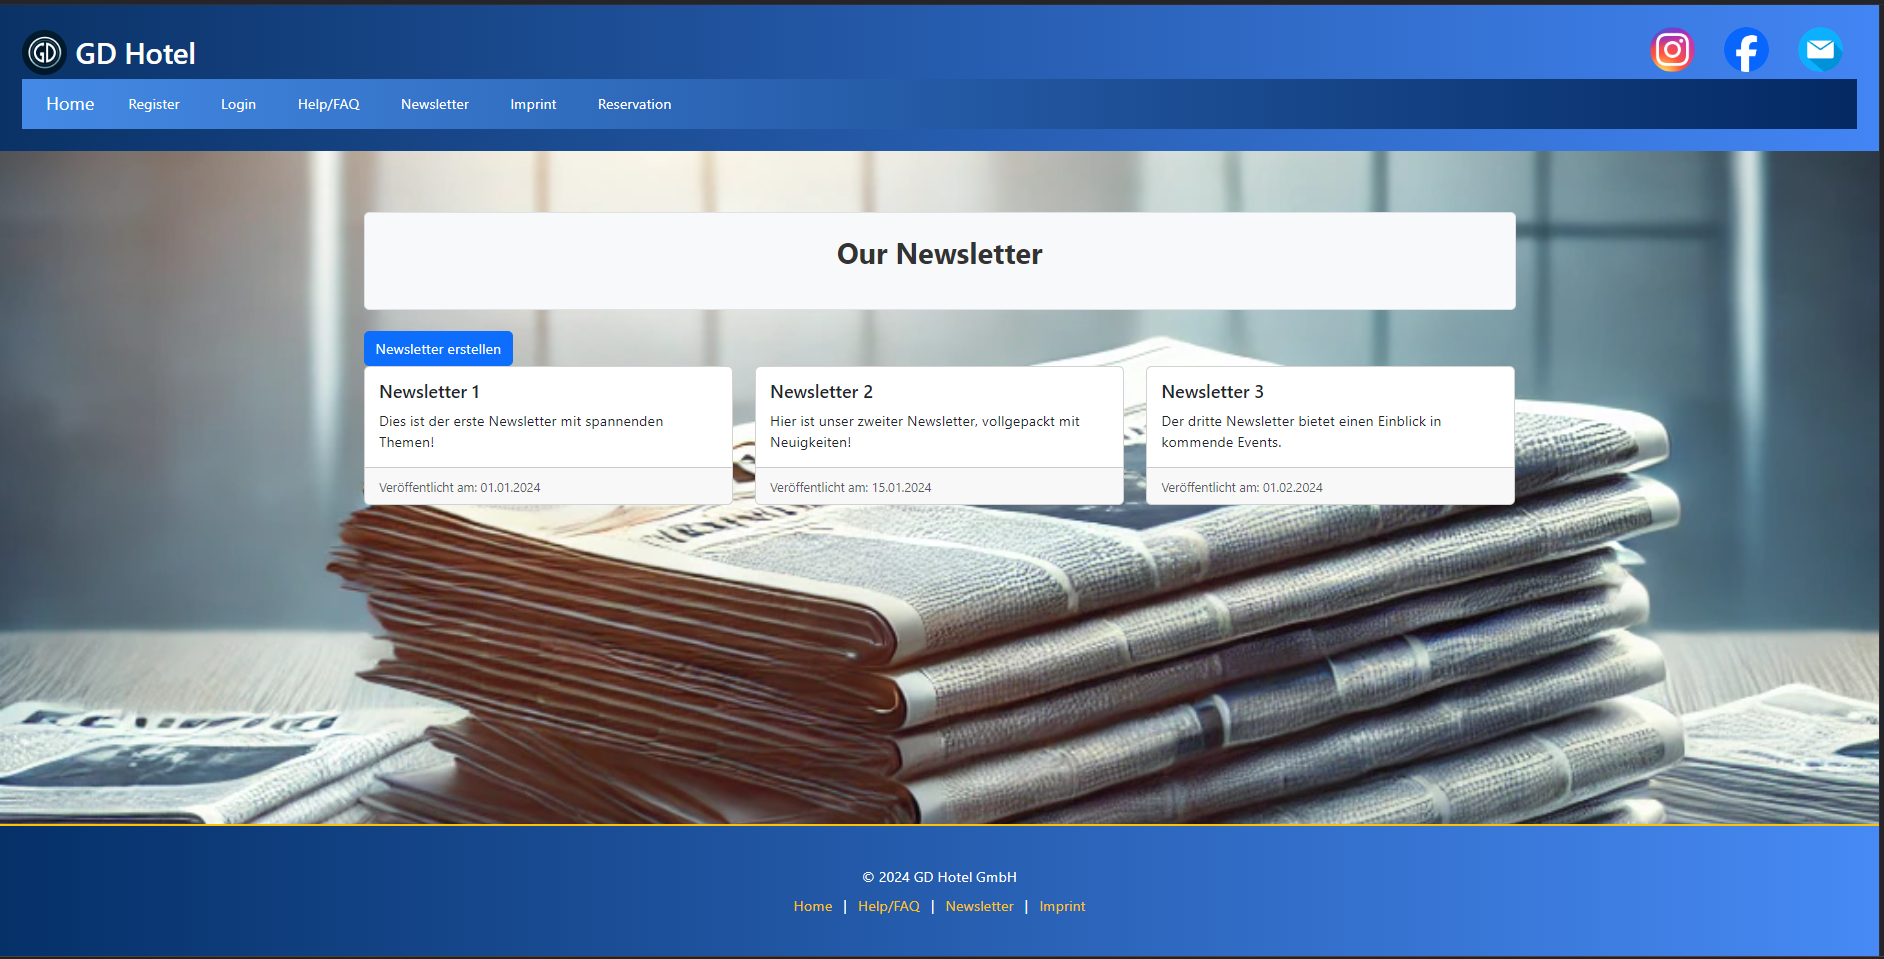 GD GD Hotel
Home Register Login Help/FAQ Newsletter Imprint Reservation
Our Newsletter
Newsletter erstellen
Newsletter 1
Dies ist der erste Newsletter mit spannenden
Themen!
Veröffentlicht am: 01.01.2024
Newsletter 2
Hier ist unser zweiter Newsletter, vollgepackt mit
Neuigkeiten!
Veröffentlicht am: 15.01.2024
Newsletter 3
Der dritte Newsletter bietet einen Einblick in
kommende Events.
Veröffentlicht am: 01.02.2024
© 2024 GD Hotel GmbH
Home | Help/FAQ | Newsletter | Imprint